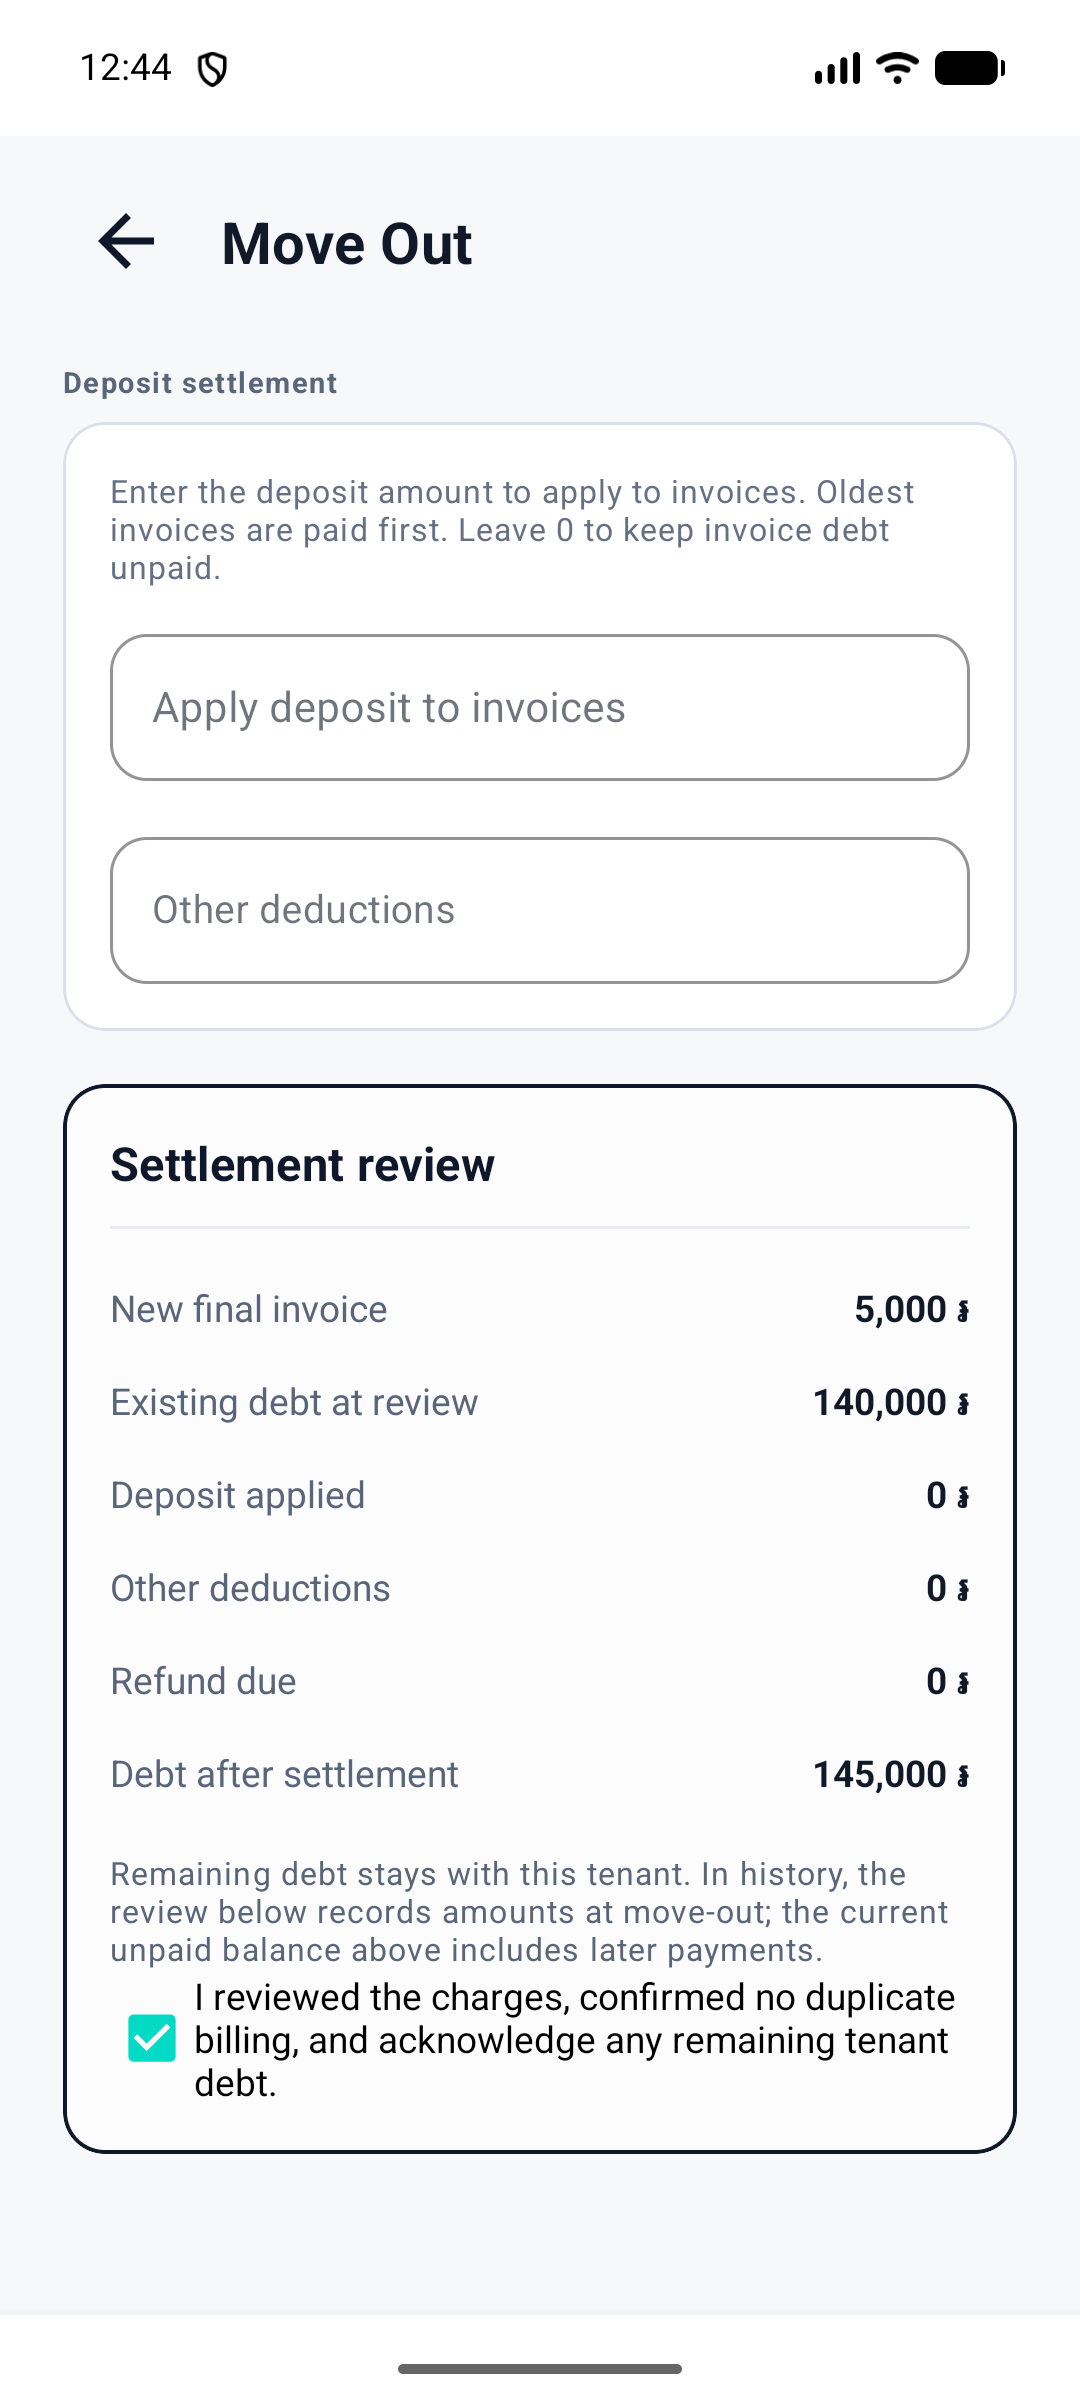 12:44
Move Out
Deposit settlement
Enter the deposit amount to apply to invoices. Oldest
invoices are paid first. Leave 0 to keep invoice debt
unpaid.
Apply deposit to invoices
Other deductions
Settlement review
New final invoice 5,000
Existing debt at review 140,000
Deposit applied 0
Other deductions 0
Refund due 0
Debt after settlement 145,000
Remaining debt stays with this tenant. In history, the
review below records amounts at move-out; the current
unpaid balance above includes later payments.
I reviewed the charges, confirmed no duplicate
billing, and acknowledge any remaining tenant
debt.